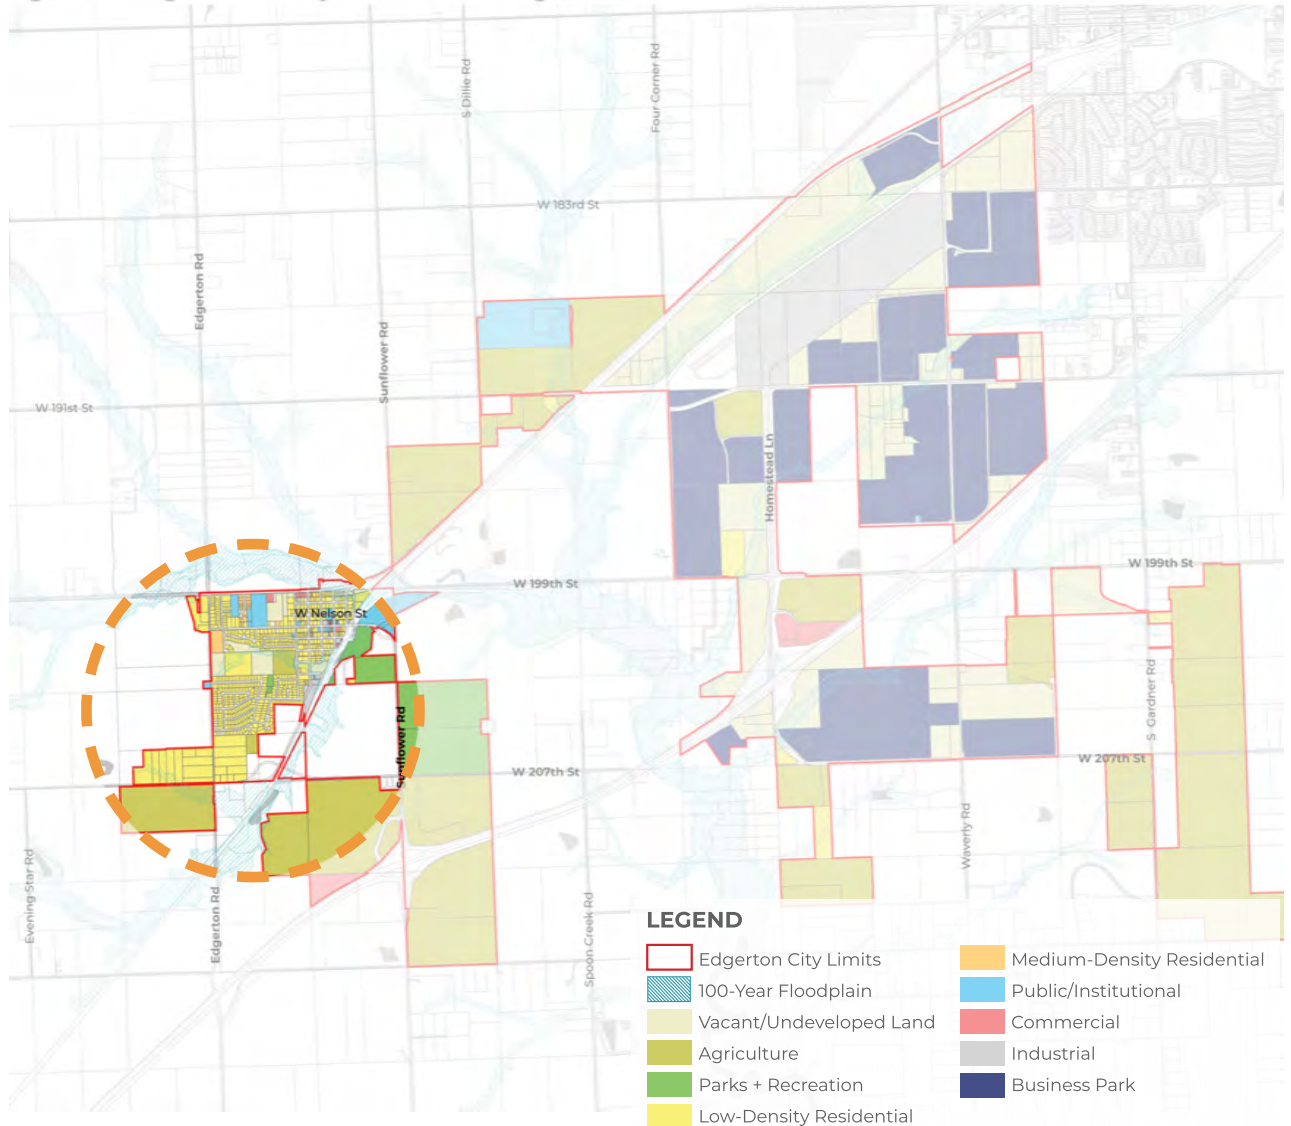 S Dillie Rd
Four Corner Rd
W 183rd St
Edgerton Rd
Sunflower Rd
W 191st St
Homestead Ln
W 199th St
W 199th St
W Nelson St
S Gardner Rd
Sunflower Rd
W 207th St
W 207th St
Waverly Rd
Evening Star Rd
Edgerton Rd
Spoon Creek Rd
LEGEND
Edgerton City Limits
100-Year Floodplain
Vacant/Undeveloped Land
Agriculture
Parks + Recreation
Low-Density Residential
Medium-Density Residential
Public/Institutional
Commercial
Industrial
Business Park